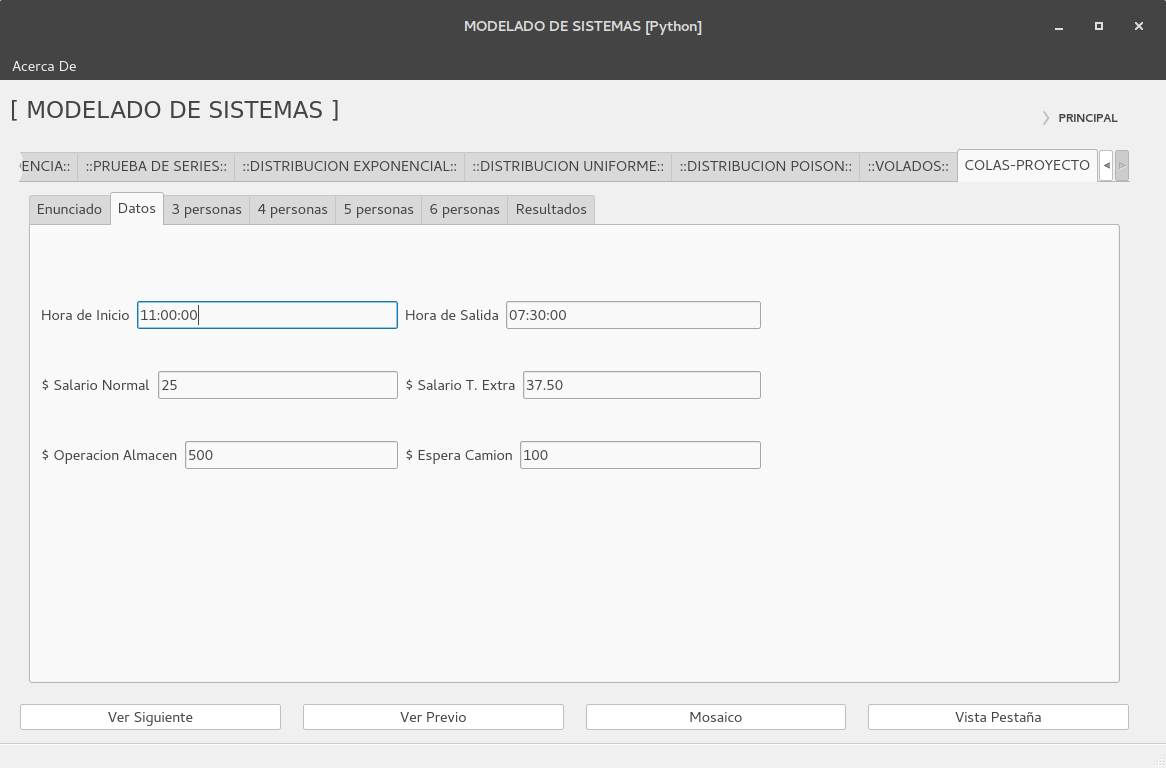 MODELADO DE SISTEMAS [Python]
Acerca De
[ MODELADO DE SISTEMAS ]
PRINCIPAL
ENCIA:: ::PRUEBA DE SERIES:: ::DISTRIBUCION EXPONENCIAL:: ::DISTRIBUCION UNIFORME:: ::DISTRIBUCION POISON:: ::VOLADOS:: COLAS-PROYECTO
Enunciado Datos 3 personas 4 personas 5 personas 6 personas Resultados
Hora de Inicio 11:00:00 Hora de Salida 07:30:00
$ Salario Normal 25 $ Salario T. Extra 37.50
$ Operacion Almacen 500 $ Espera Camion 100
Ver Siguiente Ver Previo Mosaico Vista Pestaña